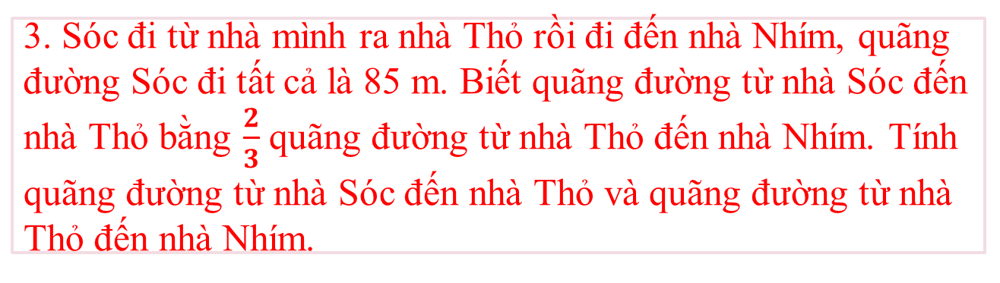 3. Sóc đi từ nhà mình ra nhà Thỏ rồi đi đến nhà Nhím, quãng
đường Sóc đi tất cả là 85 m. Biết quãng đường từ nhà Sóc đến
nhà Thỏ bằng 2/3 quãng đường từ nhà Thỏ đến nhà Nhím. Tính
quãng đường từ nhà Sóc đến nhà Thỏ và quãng đường từ nhà
Thỏ đến nhà Nhím.